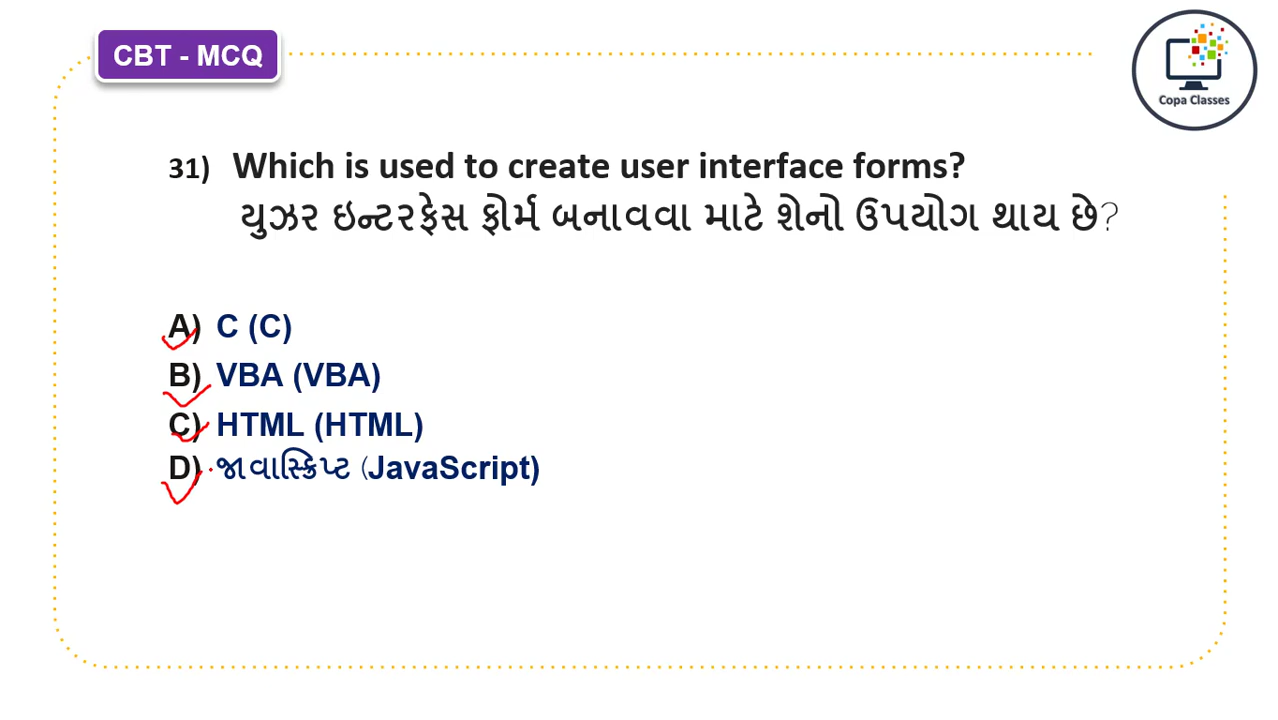 CBT - MCQ
Copa Classes
31) Which is used to create user interface forms?
યુઝર ઇન્ટરફેસ ફોર્મ બનાવવા માટે શેનો ઉપયોગ થાય છે?
A) C (C)
B) VBA (VBA)
C) HTML (HTML)
D) જાવાસ્ક્રિપ્ટ (JavaScript)